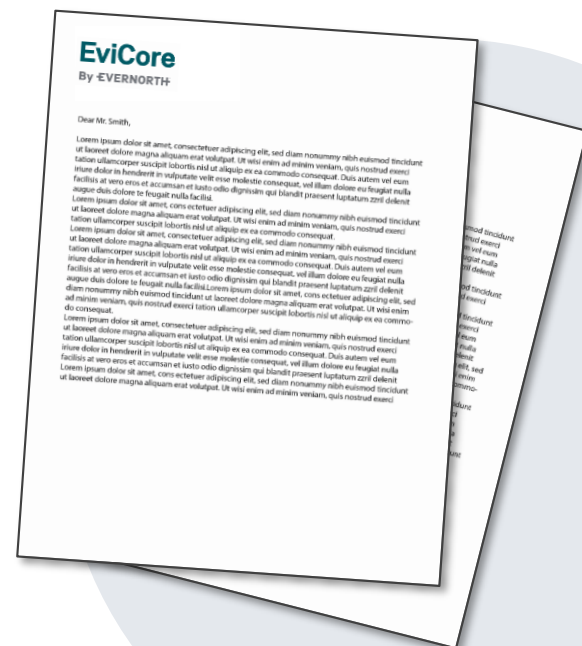 EviCore
By EVERNORTH
Dear Mr. Smith,
Lorem ipsum dolor sit amet, consectetuer adipiscing elit, sed diam nonummy nibh euismod tincidunt
ut laoreet dolore magna aliquam erat volutpat. Ut wisi enim ad minim veniam, quis nostrud exerci
tation ullamcorper suscipit lobortis nisl ut aliquip ex ea commodo consequat. Duis autem vel eum
iriure dolor in hendrerit in vulputate velit esse molestie consequat, vel illum dolore eu feugiat nulla
facilisis at vero eros et accumsan et iusto odio dignissim qui blandit praesent luptatum zzril delenit
augue duis dolore te feugait nulla facilisi.
Lorem ipsum dolor sit amet, consectetuer adipiscing elit, sed diam nonummy nibh euismod tincidunt
ut laoreet dolore magna aliquam erat volutpat. Ut wisi enim ad minim veniam, quis nostrud exerci
tation ullamcorper suscipit lobortis nisl ut aliquip ex ea commodo consequat.
Lorem ipsum dolor sit amet, consectetuer adipiscing elit, sed diam nonummy nibh euismod tincidunt
ut laoreet dolore magna aliquam erat volutpat. Ut wisi enim ad minim veniam, quis nostrud exerci
tation ullamcorper suscipit lobortis nisl ut aliquip ex ea commodo consequat. Duis autem vel eum
iriure dolor in hendrerit in vulputate velit esse molestie consequat, vel illum dolore eu feugiat nulla
facilisis at vero eros et accumsan et iusto odio dignissim qui blandit praesent luptatum zzril delenit
augue duis dolore te feugait nulla facilisi.Lorem ipsum dolor sit amet, cons ectetuer adipiscing elit, sed
diam nonummy nibh euismod tincidunt ut laoreet dolore magna aliquam erat volutpat. Ut wisi enim
ad minim veniam, quis nostrud exerci tation ullamcorper suscipit lobortis nisl ut aliquip ex ea commo-
do consequat.
Lorem ipsum dolor sit amet, consectetuer adipiscing elit, sed diam nonummy nibh euismod tincidunt
ut laoreet dolore magna aliquam erat volutpat. Ut wisi enim ad minim veniam, quis nostrud exerci
tation ullamcorper suscipit lobortis nisl ut aliquip ex ea commodo consequat. Duis autem vel eum
iriure dolor in hendrerit in vulputate velit esse molestie consequat, vel illum dolore eu feugiat nulla
facilisis at vero eros et accumsan et iusto odio dignissim qui blandit praesent luptatum zzril delenit
Lorem ipsum dolor sit amet, consectetuer adipiscing elit, sed diam nonummy nibh euismod tincidunt
ut laoreet dolore magna aliquam erat volutpat. Ut wisi enim ad minim veniam, quis nostrud exerci
tincidunt
exerci
vel eum
nulla
delenit
tincidunt
exerci
tincidunt
exerci
eum
nulla
delenit
elit, sed
enim